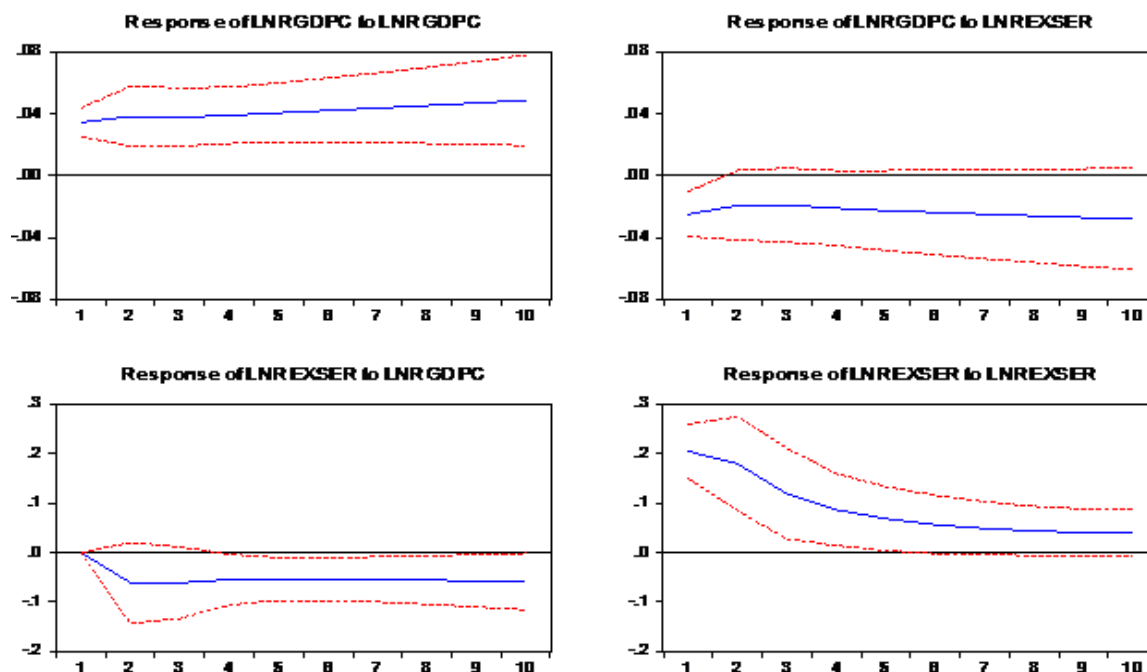 Response of LNRGDPC to LNRGDPC
.08
.04
.00
-.04
-.08
1 2 3 4 5 6 7 8 9 10
Response of LNRGDPC to LNREXSER
.08
.04
.00
-.04
-.08
1 2 3 4 5 6 7 8 9 10
Response of LNREXSER to LNRGDPC
.3
.2
.1
.0
-.1
-.2
1 2 3 4 5 6 7 8 9 10
Response of LNREXSER to LNREXSER
.3
.2
.1
.0
-.1
-.2
1 2 3 4 5 6 7 8 9 10